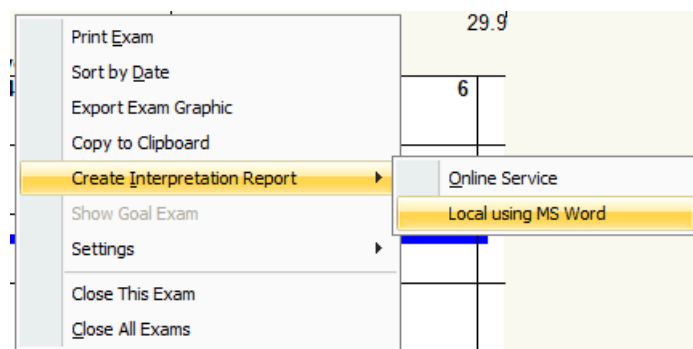 29.9
Print Exam
Sort by Date
6
Export Exam Graphic
Copy to Clipboard
Create Interpretation Report
Online Service
Show Goal Exam
Local using MS Word
Settings
Close This Exam
Close All Exams